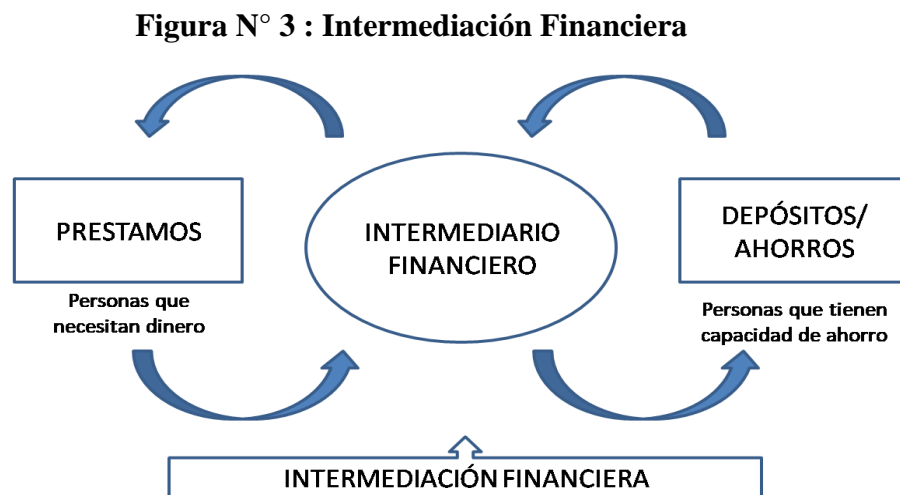 Figura N° 3 : Intermediación Financiera
PRESTAMOS
Personas que
necesitan dinero
INTERMEDIARIO
FINANCIERO
DEPÓSITOS/
AHORROS
Personas que tienen
capacidad de ahorro
INTERMEDIACIÓN FINANCIERA